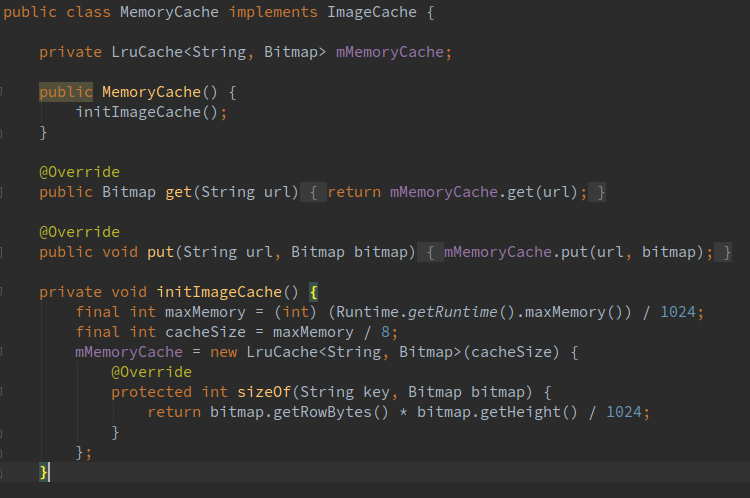 public class MemoryCache implements ImageCache {
private LruCache<String, Bitmap> mMemoryCache;
public MemoryCache() {
initImageCache();
}
@Override
public Bitmap get(String url) { return mMemoryCache.get(url); }
@Override
public void put(String url, Bitmap bitmap) { mMemoryCache.put(url, bitmap); }
private void initImageCache() {
final int maxMemory = (int) (Runtime.getRuntime().maxMemory()) / 1024;
final int cacheSize = maxMemory / 8;
mMemoryCache = new LruCache<String, Bitmap>(cacheSize) {
@Override
protected int sizeOf(String key, Bitmap bitmap) {
return bitmap.getRowBytes() * bitmap.getHeight() / 1024;
}
};
}